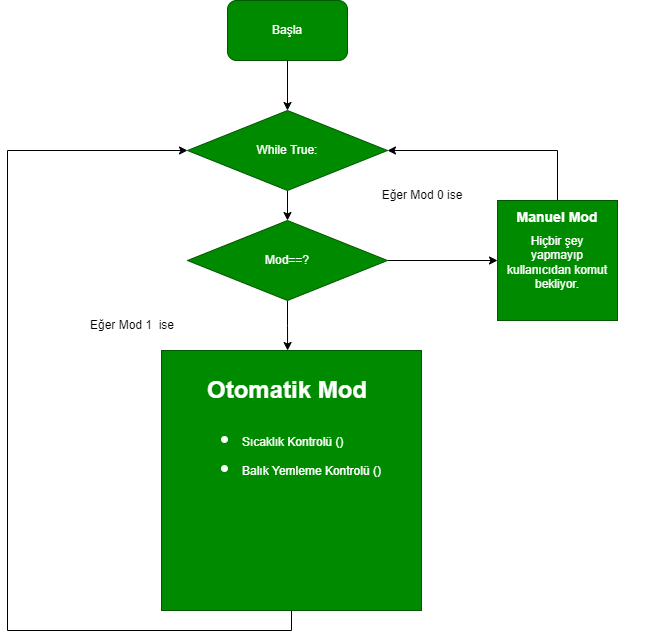 Başla
While True:
Eğer Mod 0 ise
Manuel Mod
Hiçbir şey
yapmayıp
kullanıcıdan komut
bekliyor.
Mod==?
Eğer Mod 1 ise
Otomatik Mod
Sıcaklık Kontrolü ()
Balık Yemleme Kontrolü ()